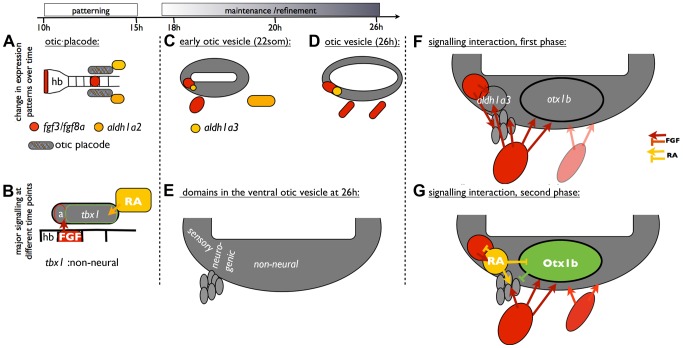 patterning
maintenance /refinement
10h
15h
18h
20h
26h
A
otic placode:
change in expression
patterns over time
hb
fgf3/fgf8a
aldh1a2
otic placode
C
early otic vesicle (22som)
D
otic vesicle (26h):
aldh1a3
F
signalling interaction, first phase:
aldh1a3
otx1b
FGF
RA
B
major signalling at
different time points
a
tbx1
RA
hb
FGF
tbx1 :non-neural
E
domains in the ventral otic vesicle at 26h:
sensory
neuro-
genic
non-neural
G
signalling interaction, second phase:
RA
Otx1b